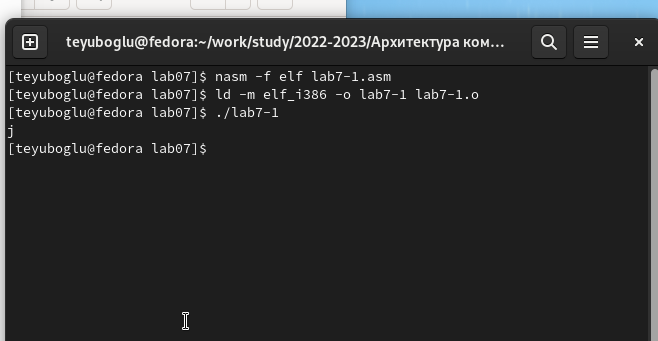 teyuboglu@fedora:~/work/study/2022-2023/Архитектура ком...
[teyuboglu@fedora lab07]$ nasm -f elf lab7-1.asm
[teyuboglu@fedora lab07]$ ld -m elf_i386 -o lab7-1 lab7-1.o
[teyuboglu@fedora lab07]$ ./lab7-1
j
[teyuboglu@fedora lab07]$